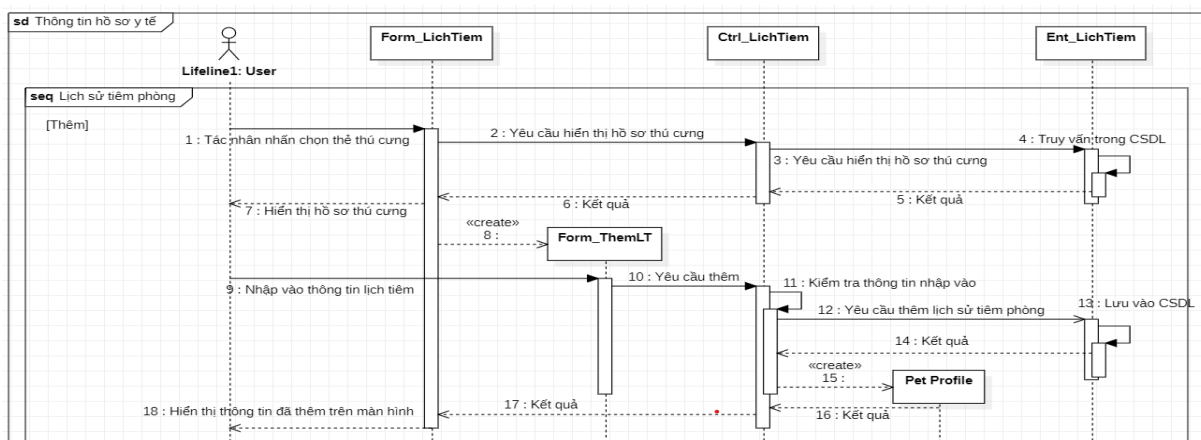 sd Thông tin hồ sơ y tế
Form_LichTiem
Ctrl_LichTiem
Ent_LichTiem
Lifeline1: User
seq Lịch sử tiêm phòng
[Thêm]
1 : Tác nhân nhấn chọn thẻ thú cưng
2 : Yêu cầu hiển thị hồ sơ thú cưng
3 : Yêu cầu hiển thị hồ sơ thú cưng
4 : Truy vấn trong CSDL
5 : Kết quả
6 : Kết quả
7 : Hiển thị hồ sơ thú cưng
«create»
8 :
Form_ThemLT
9 : Nhập vào thông tin lịch tiêm
10 : Yêu cầu thêm
11 : Kiểm tra thông tin nhập vào
12 : Yêu cầu thêm lịch sử tiêm phòng
13 : Lưu vào CSDL
14 : Kết quả
«create»
15 :
Pet Profile
16 : Kết quả
17 : Kết quả
18 : Hiển thị thông tin đã thêm trên màn hình